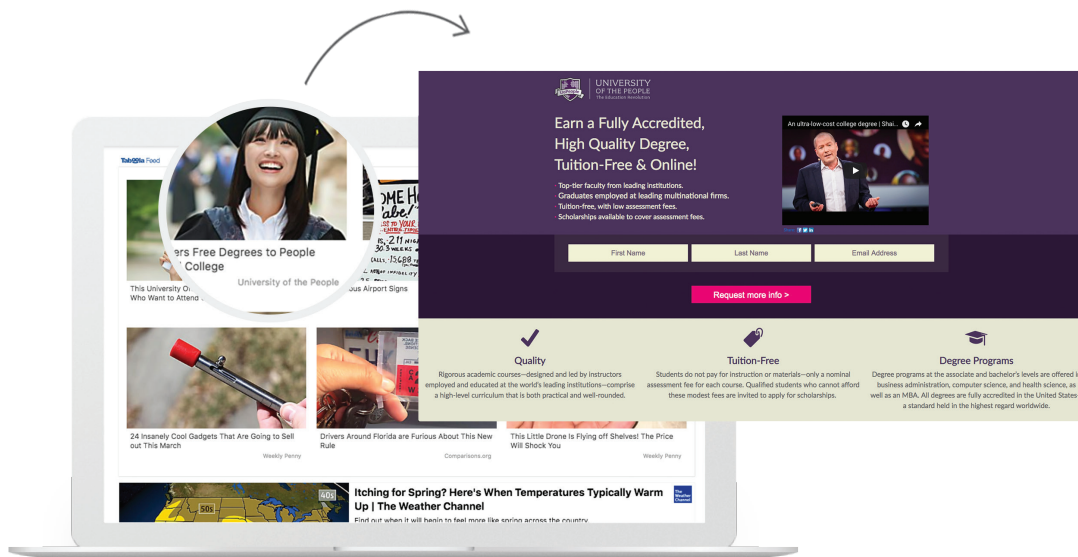 UNIVERSITY
OF THE PEOPLE
The Education Revolution
Earn a Fully Accredited,
High Quality Degree,
Tuition-Free & Online!
· Top-tier faculty from leading institutions.
· Graduates employed at leading multinational firms.
· Tuition-free, with low assessment fees.
· Scholarships available to cover assessment fees.
An ultra-low-cost college degree | Shai...
First Name
Last Name
Email Address
Request more info >
Quality
Rigorous academic courses—designed and led by instructors
employed and educated at the world's leading institutions—comprise
a high-level curriculum that is both practical and well-rounded.
Tuition-Free
Students do not pay for instruction or materials—only a nominal
assessment fee for each course. Qualified students who cannot afford
these modest fees are invited to apply for scholarships.
Degree Programs
Degree programs at the associate and bachelor's levels are offered i
business administration, computer science, and health science, as
well as an MBA. All degrees are fully accredited in the United States-
a standard held in the highest regard worldwide.
Taboola Feed
ers Free Degrees to People
College
University of the People
This University O
Who Want to Attend
ous Airport Signs
24 Insanely Cool Gadgets That Are Going to Sell
out This March
Weekly Penny
Drivers Around Florida are Furious About This New
Rule
Comparisons.org
This Little Drone Is Flying off Shelves! The Price
Will Shock You
Weekly Penny
50s
40s
Itching for Spring? Here's When Temperatures Typically Warm
Up | The Weather Channel
The
Weather
Channel
Find out when it will begin to feel more like spring across the country.